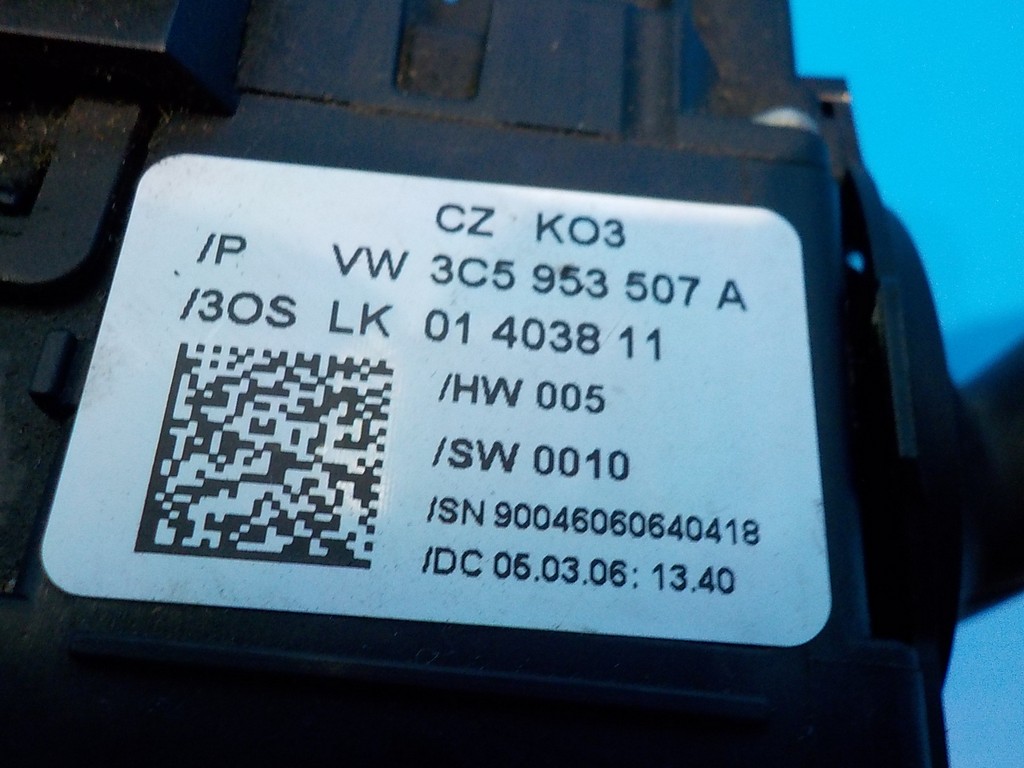 CZ KO3
/P VW 3C5 953 507 A
/3OS LK 01 4038 11
/HW 005
/SW 0010
/SN 90046060640418
/DC 05.03.06: 13.40